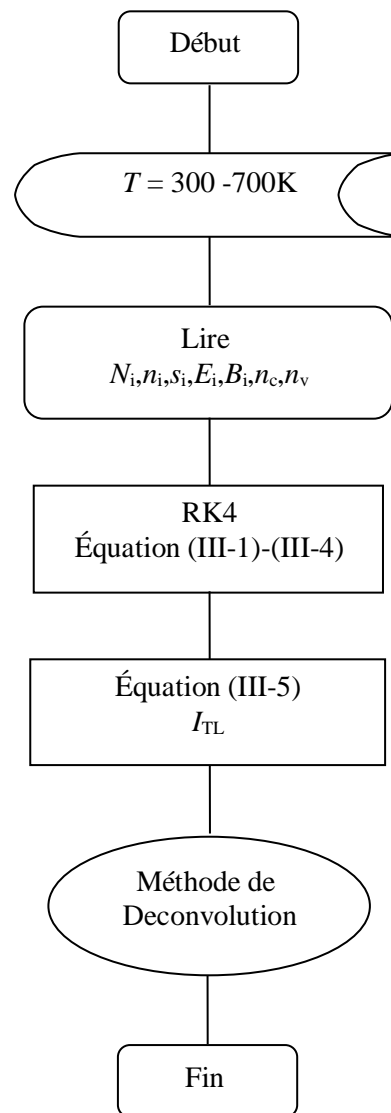 Début
T = 300 -700K
Lire
Ni,ni,si,Ei,Bi,nc,nv
RK4
Équation (III-1)-(III-4)
Équation (III-5)
ITL
Méthode de
Deconvolution
Fin